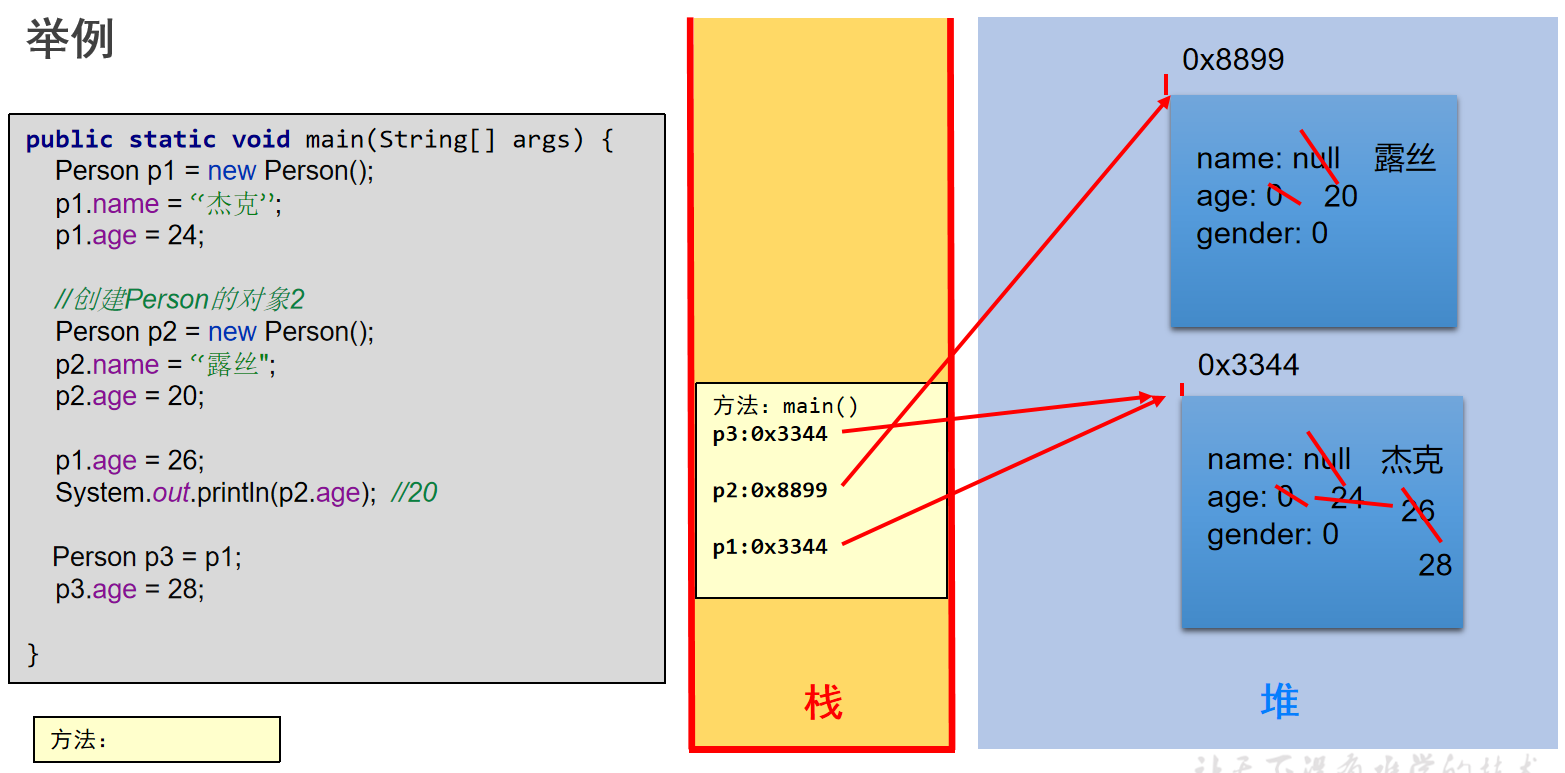 举例
public static void main(String[] args) {
Person p1 = new Person();
p1.name = “杰克”;
p1.age = 24;
//创建Person的对象2
Person p2 = new Person();
p2.name = “露丝";
p2.age = 20;
p1.age = 26;
System.out.println(p2.age); //20
Person p3 = p1;
p3.age = 28;
}
方法:
方法: main()
p3:0x3344
p2:0x8899
p1:0x3344
栈
0x8899
name: null 露丝
age: 0 20
gender: 0
0x3344
name: null 杰克
age: 0 24 26
gender: 0
28
堆